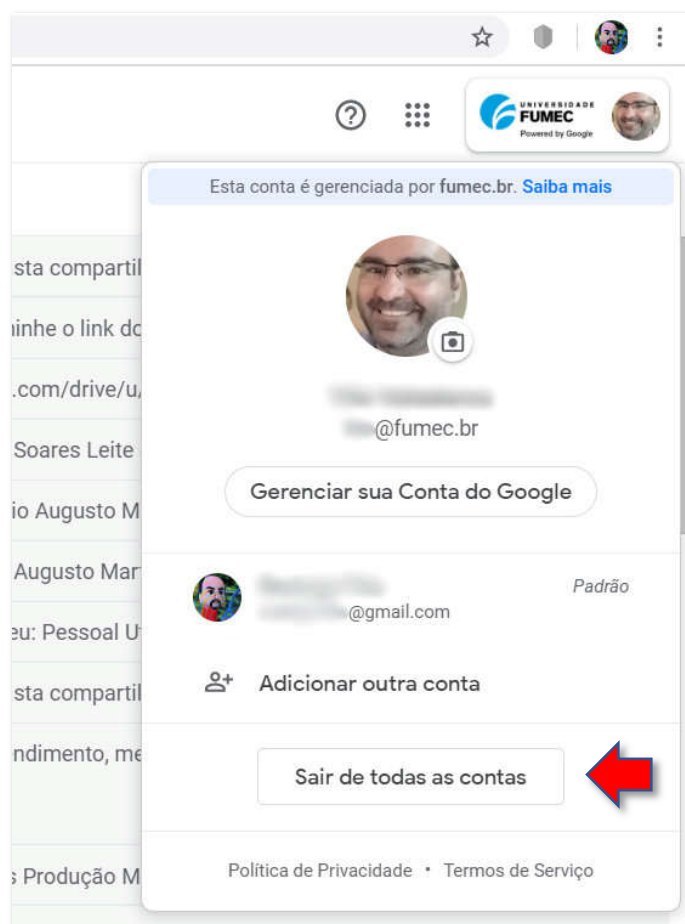 UNIVERSIDADE
FUMEC
Powered by Google
Esta conta é gerenciada por fumec.br. Saiba mais
@fumec.br
Gerenciar sua Conta do Google
Padrão
@gmail.com
Adicionar outra conta
Sair de todas as contas
Política de Privacidade • Termos de Serviço
sta compartil
inhe o link do
.com/drive/u/
Soares Leite
io Augusto M
Augusto Mar
eu: Pessoal U
sta compartil
ndimento, me
s Produção M